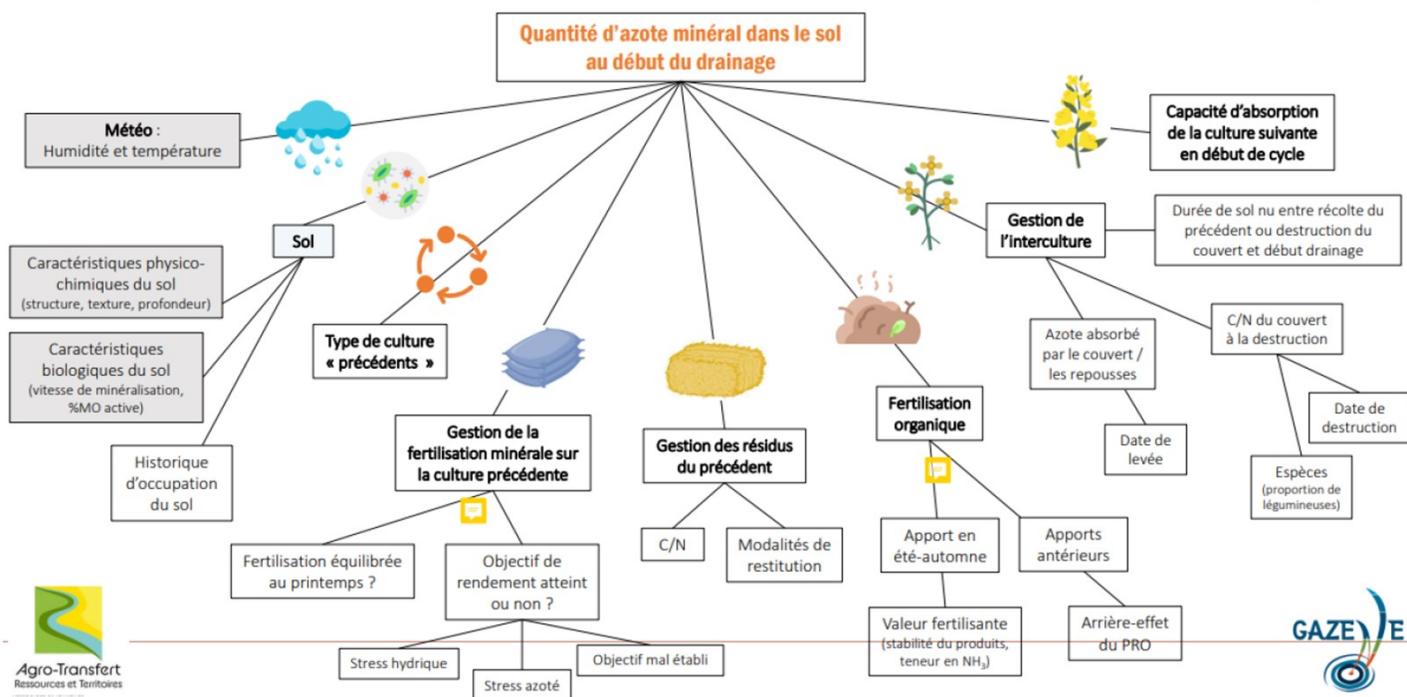 Quantité d'azote minéral dans le sol
au début du drainage
Météo :
Humidité et température
Capacité d'absorption
de la culture suivante
en début de cycle
Sol
Gestion de
l'interculture
Durée de sol nu entre récolte du
précédent ou destruction du
couvert et début drainage
Caractéristiques physico-
chimiques du sol
(structure, texture, profondeur)
Caractéristiques
biologiques du sol
(vitesse de minéralisation,
%MO active)
Historique
d'occupation
du sol
Type de culture
« précédents »
Gestion de la
fertilisation minérale sur
la culture précédente
Fertilisation équilibrée
au printemps ?
Objectif de
rendement atteint
ou non ?
Stress hydrique
Stress azoté
Objectif mal établi
Gestion des résidus
du précédent
C/N
Modalités de
restitution
Fertilisation
organique
Apport en
été-automne
Apports
antérieurs
Valeur fertilisante
(stabilité du produits,
teneur en NH₃)
Arrière-effet
du PRO
Azote absorbé
par le couvert /
les repousses
Date de
levée
C/N du couvert
à la destruction
Date de
destruction
Espèces
(proportion de
légumineuses)
Agro-Transfert
Ressources et Territoires
GAZELLE